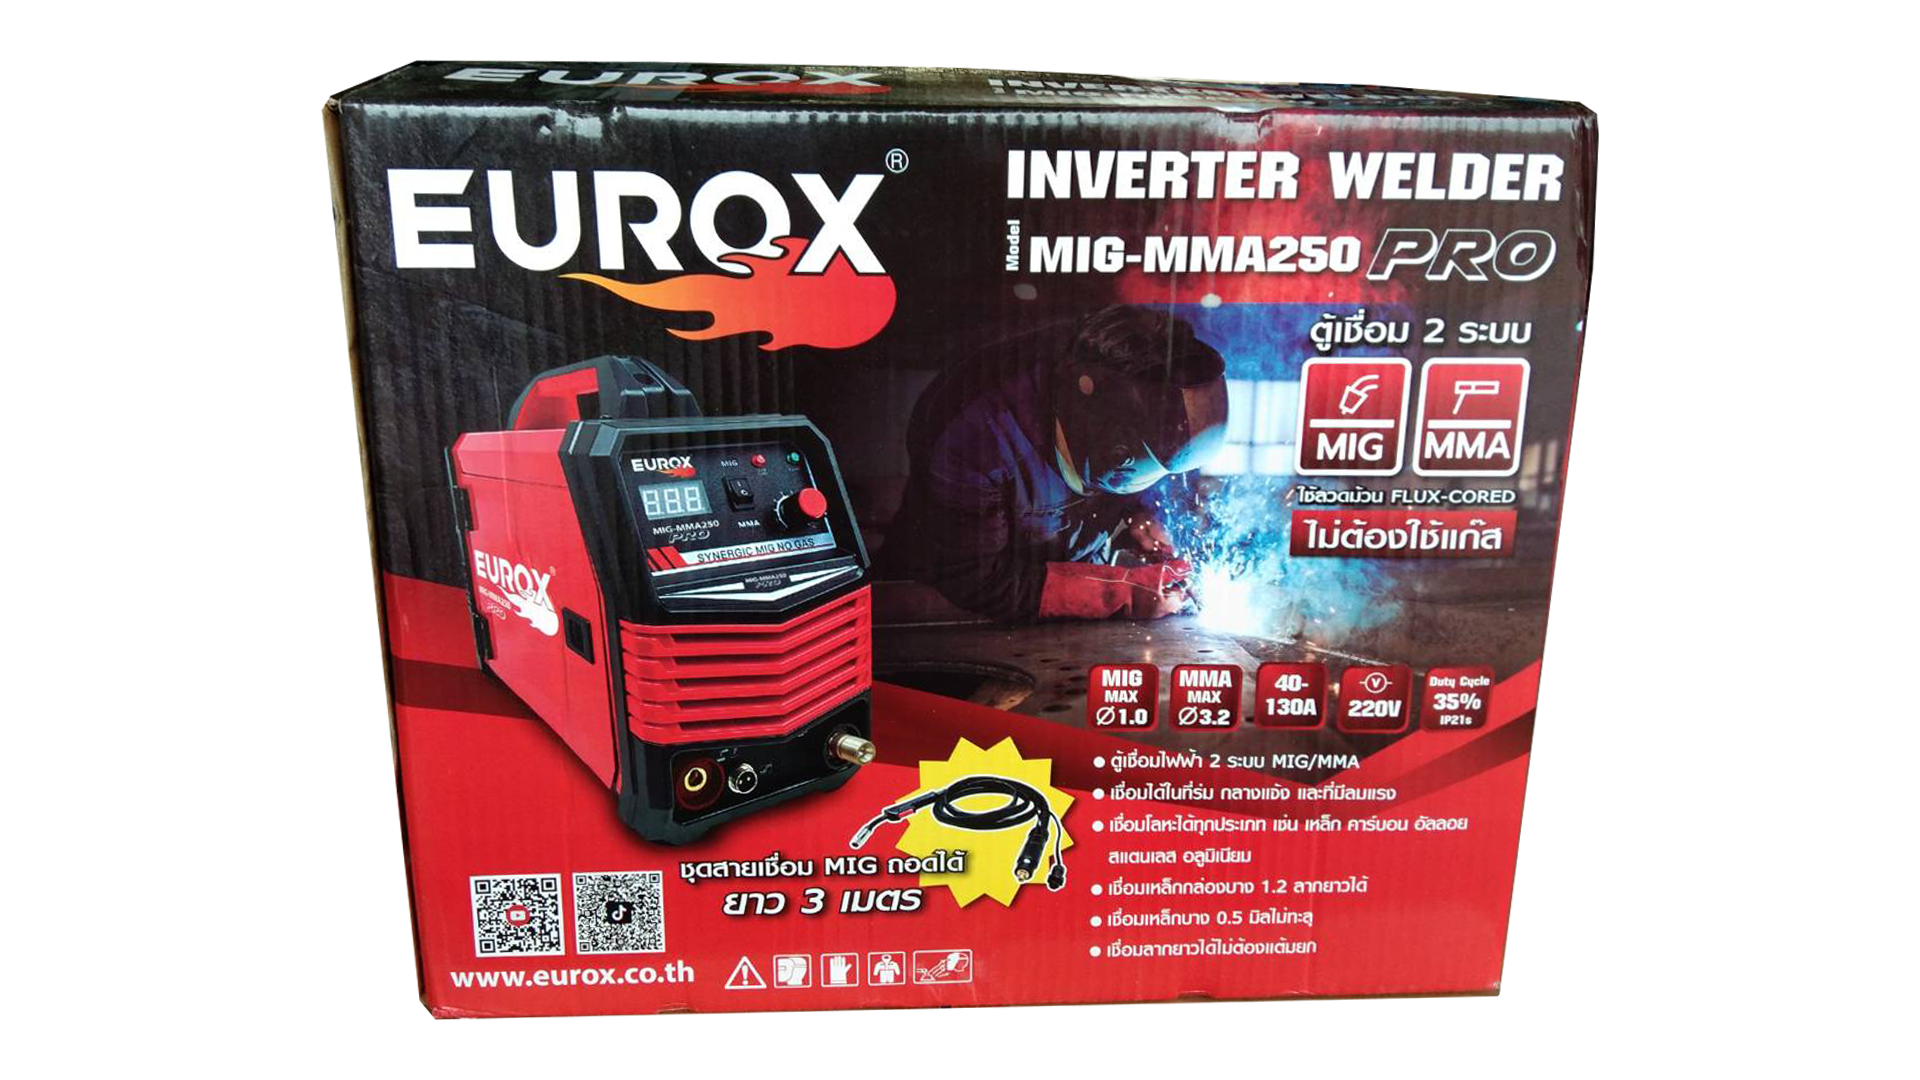 EUROX
EUROX®
INVERTER WELDER
Model MIG-MMA250 PRO
ตู้เชื่อม 2 ระบบ
MIG
MMA
ใช้ลวดม้วน FLUX-CORED
ไม่ต้องใช้แก๊ส
EUROX
MIG
MIG-MMA250
PRO
MMA
SYNERGIC MIG NO GAS
MIG-MMA250
PRO
EUROX®
MIG-MMA250
PRO
MIG MAX Ø1.0
MMA MAX Ø3.2
40-130A
V 220V
Duty Cycle 35% IP21s
• ตู้เชื่อมไฟฟ้า 2 ระบบ MIG/MMA
• เชื่อมได้ในที่ร่ม กลางแจ้ง และที่มีลมแรง
• เชื่อมโลหะได้ทุกประเภท เช่น เหล็ก คาร์บอน อัลลอย
สแตนเลส อลูมิเนียม
• เชื่อมเหล็กกล่องบาง 1.2 ลากยาวได้
• เชื่อมเหล็กบาง 0.5 มิลไม่ทะลุ
• เชื่อมลากยาวได้ไม่ต้องแต้มยก
ชุดสายเชื่อม MIG ถอดได้
ยาว 3 เมตร
www.eurox.co.th